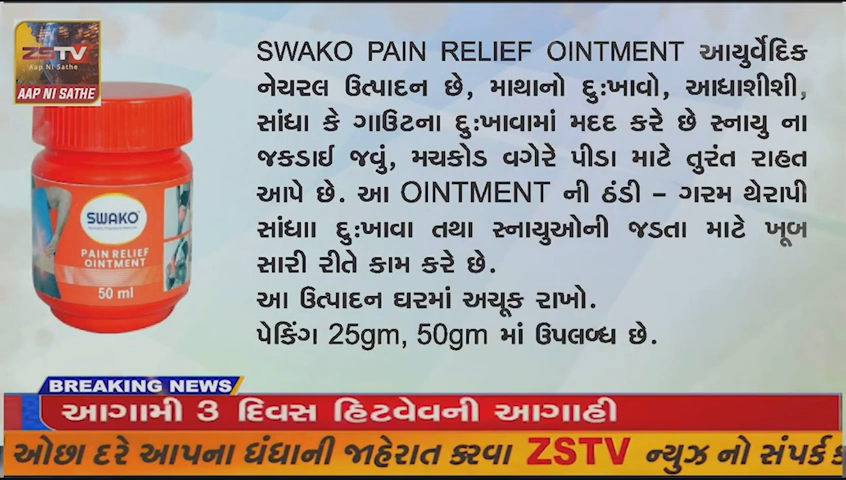 ZSTV
Aap Ni Sathe
AAP NI SATHE
SWAKO PAIN RELIEF OINTMENT આયુર્વેદિક
નેચરલ ઉત્પાદન છે, માથાનો દુઃખાવો, આધાશીશી,
સાંધા કે ગાઉટના દુઃખાવામાં મદદ કરે છે સ્નાયુ ના
જકડાઈ જવું, મચકોડ વગેરે પીડા માટે તુરંત રાહત
આપે છે. આ OINTMENT ની ઠંડી – ગરમ થેરાપી
સાંધાા દુઃખાવા તથા સ્નાયુઓની જડતા માટે ખૂબ
સારી રીતે કામ કરે છે.
આ ઉત્પાદન ઘરમાં અચૂક રાખો.
પેકિંગ 25gm, 50gm માં ઉપલબ્ધ છે.
SWAKO
PAIN RELIEF
OINTMENT
50 ml
BREAKING NEWS
આગામી 3 દિવસ હિટવેવની આગાહી
ઓછા દરે આપના ધંધાની જાહેરાત કરવા ZSTV ન્યુઝ નો સંપર્ક